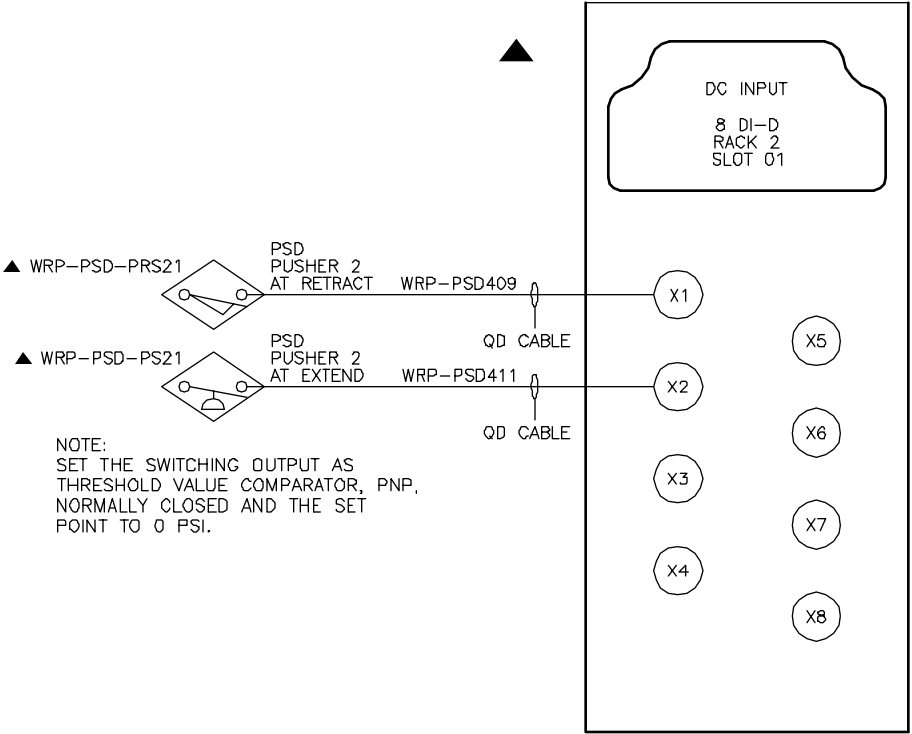 DC INPUT
8 DI-D
RACK 2
SLOT 01
WRP-PSD-PRS21
PSD
PUSHER 2
AT RETRACT
WRP-PSD409
QD CABLE
X1
X5
WRP-PSD-PS21
PSD
PUSHER 2
AT EXTEND
WRP-PSD411
QD CABLE
X2
X6
NOTE:
SET THE SWITCHING OUTPUT AS
THRESHOLD VALUE COMPARATOR, PNP,
NORMALLY CLOSED AND THE SET
POINT TO 0 PSI.
X3
X7
X4
X8